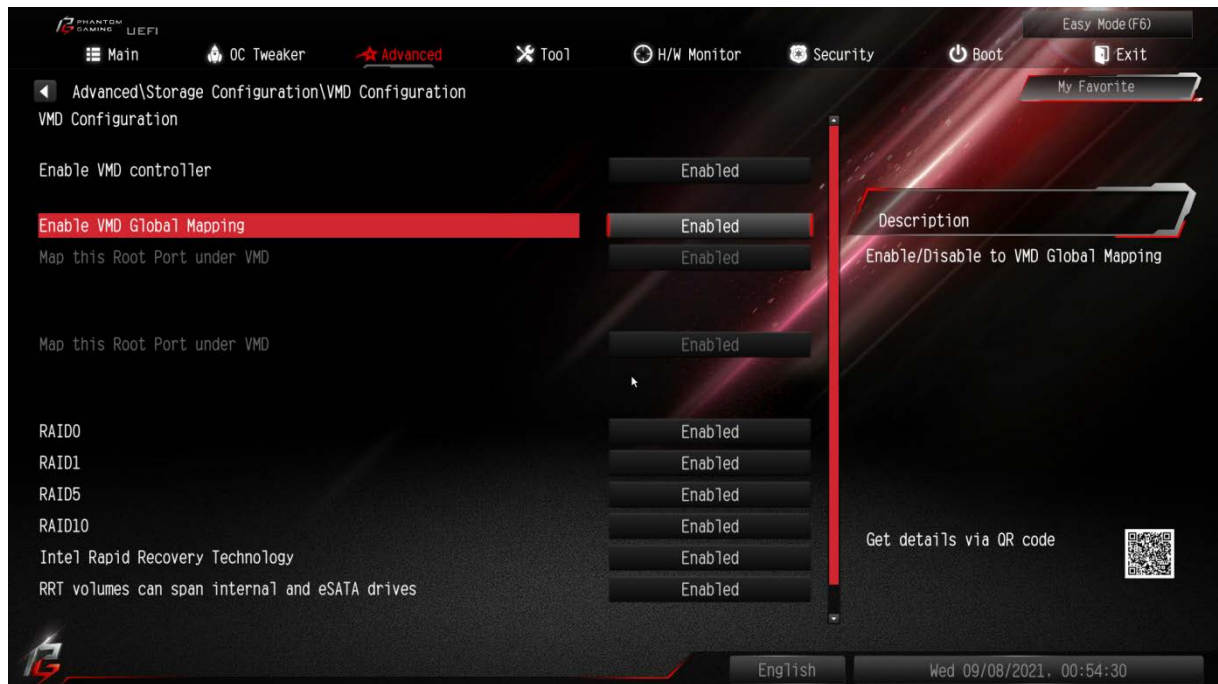 PHANTOM GAMING UEFI
Easy Mode(F6)
Main OC Tweaker Advanced Tool H/W Monitor Security Boot Exit
Advanced\Storage Configuration\VMD Configuration
My Favorite
VMD Configuration
Enable VMD controller Enabled
Enable VMD Global Mapping Enabled
Description
Map this Root Port under VMD Enabled
Enable/Disable to VMD Global Mapping
Map this Root Port under VMD Enabled
RAID0 Enabled
RAID1 Enabled
RAID5 Enabled
RAID10 Enabled
Get details via QR code
Intel Rapid Recovery Technology Enabled
RRT volumes can span internal and eSATA drives Enabled
English
Wed 09/08/2021, 00:54:30